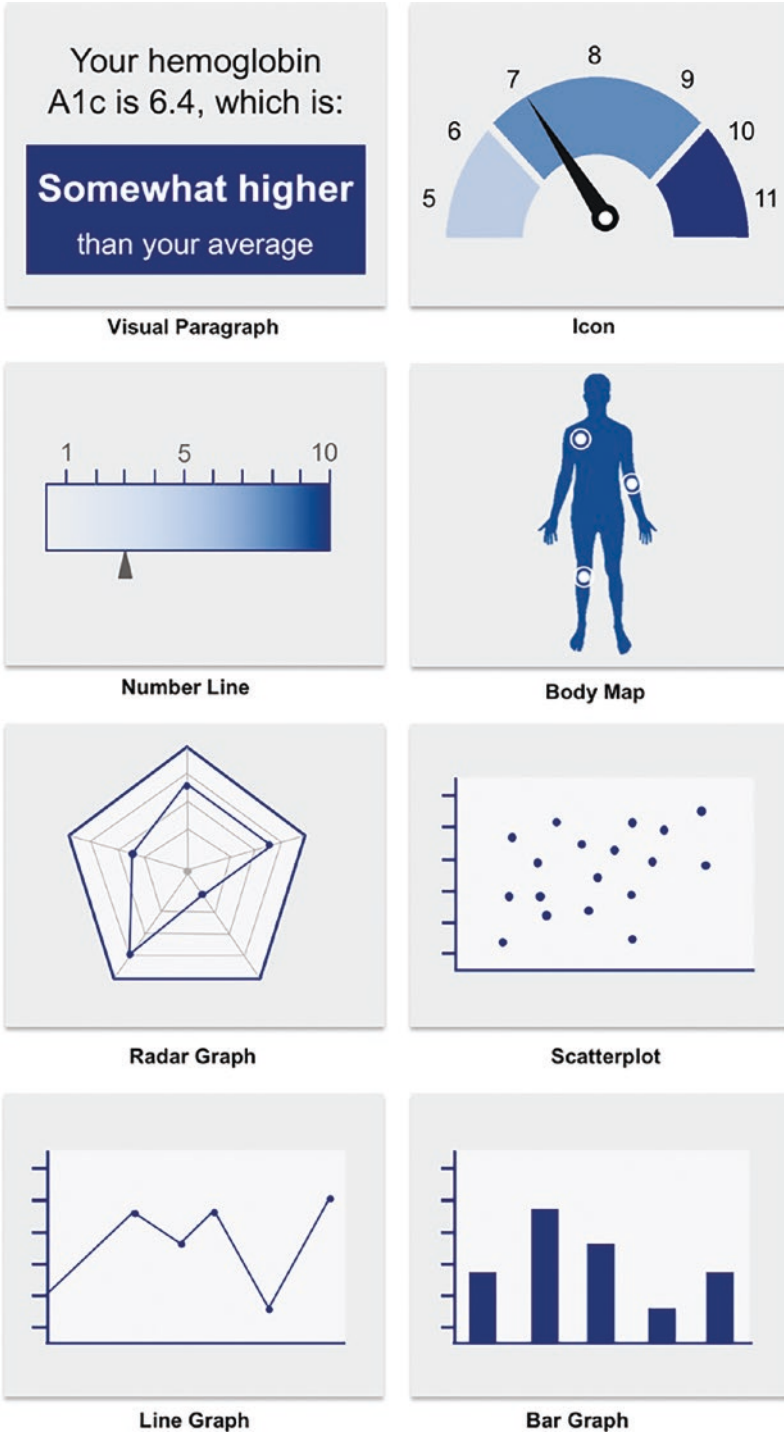 Your hemoglobin
A1c is 6.4, which is:
Somewhat higher
than your average
Visual Paragraph
5
6
7
8
9
10
11
Icon
1 5 10
Number Line
Body Map
Radar Graph
Scatterplot
Line Graph
Bar Graph